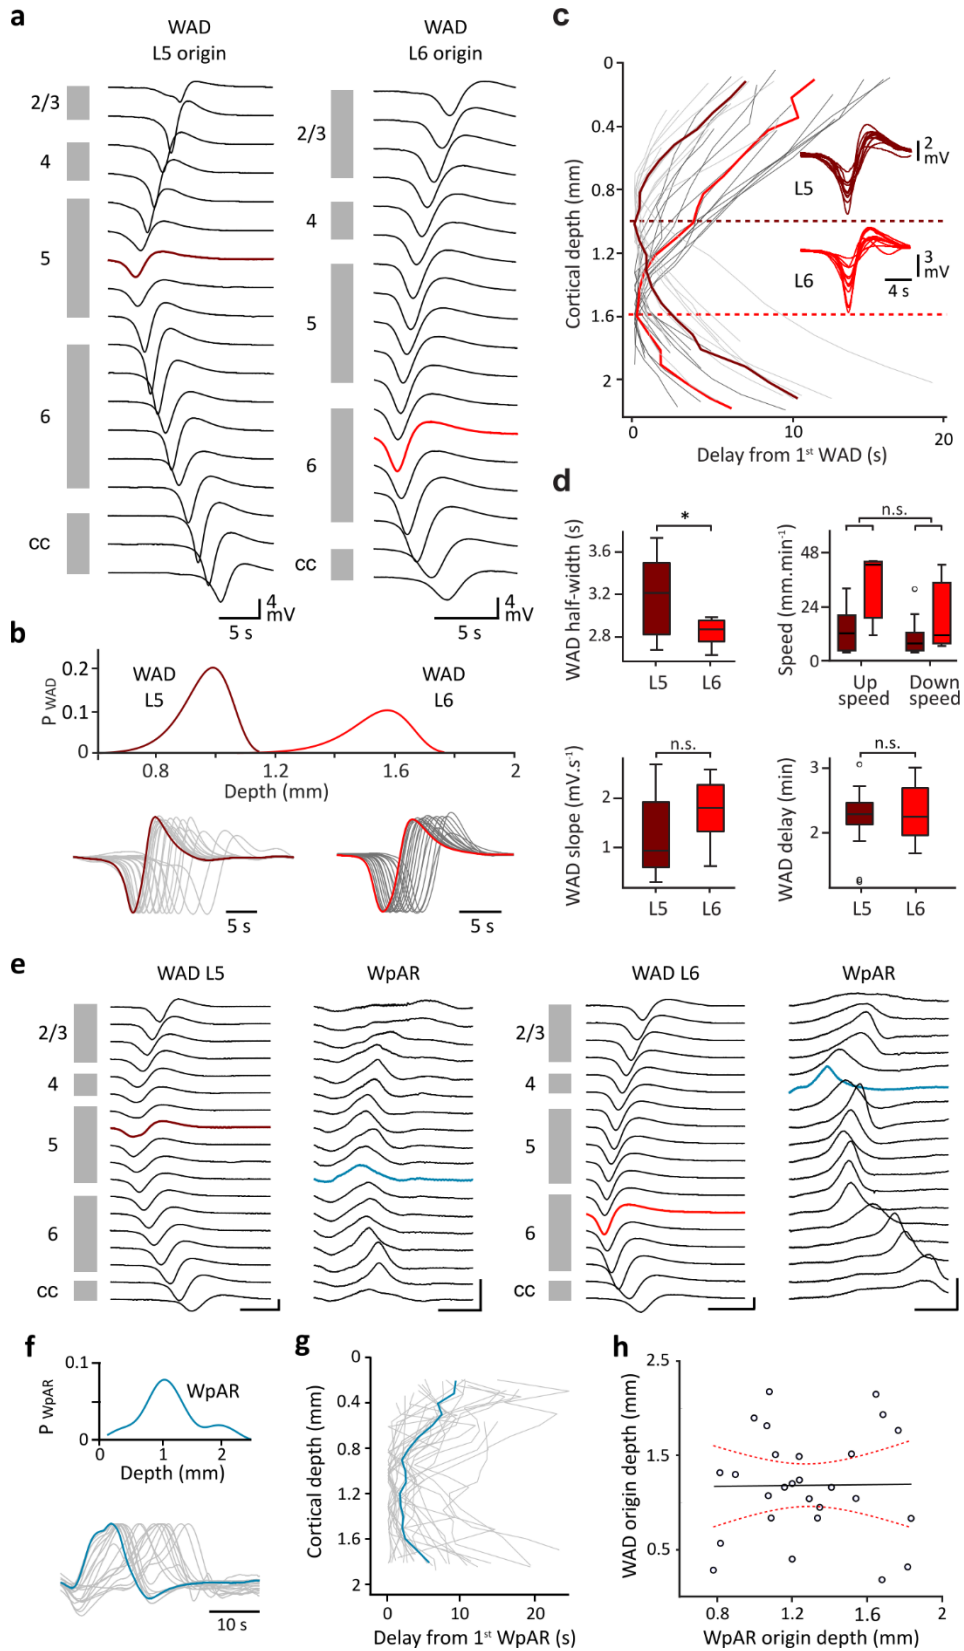 a
WAD
L5 origin
WAD
L6 origin
2/3
4
5
6
cc
2/3
4
5
6
cc
4
mV
5 s
4
mV
5 s
b
P WAD
0.2
0.1
0
WAD
L5
WAD
L6
0.8
1.2
1.6
2
Depth (mm)
5 s
5 s
c
Cortical depth (mm)
0
0.4
0.8
1.2
1.6
2
0
10
20
Delay from 1st WAD (s)
L5
2
mV
L6
3
mV
4 s
d
WAD half-width (s)
3.6
3.2
2.8
*
L5
L6
Speed (mm.min-1)
48
24
0
n.s.
Up
speed
Down
speed
WAD slope (mV.s-1)
2
1
n.s.
L5
L6
WAD delay (min)
3
2
n.s.
L5
L6
e
WAD L5
WpAR
WAD L6
WpAR
2/3
4
5
6
cc
2/3
4
5
6
cc
f
P WpAR
0.1
0
WpAR
0
1
2
Depth (mm)
10 s
g
Cortical depth (mm)
0
0.4
0.8
1.2
1.6
2
0
10
20
Delay from 1st WpAR (s)
h
WAD origin depth (mm)
2.5
1.5
0.5
0.8
1.2
1.6
2
WpAR origin depth (mm)